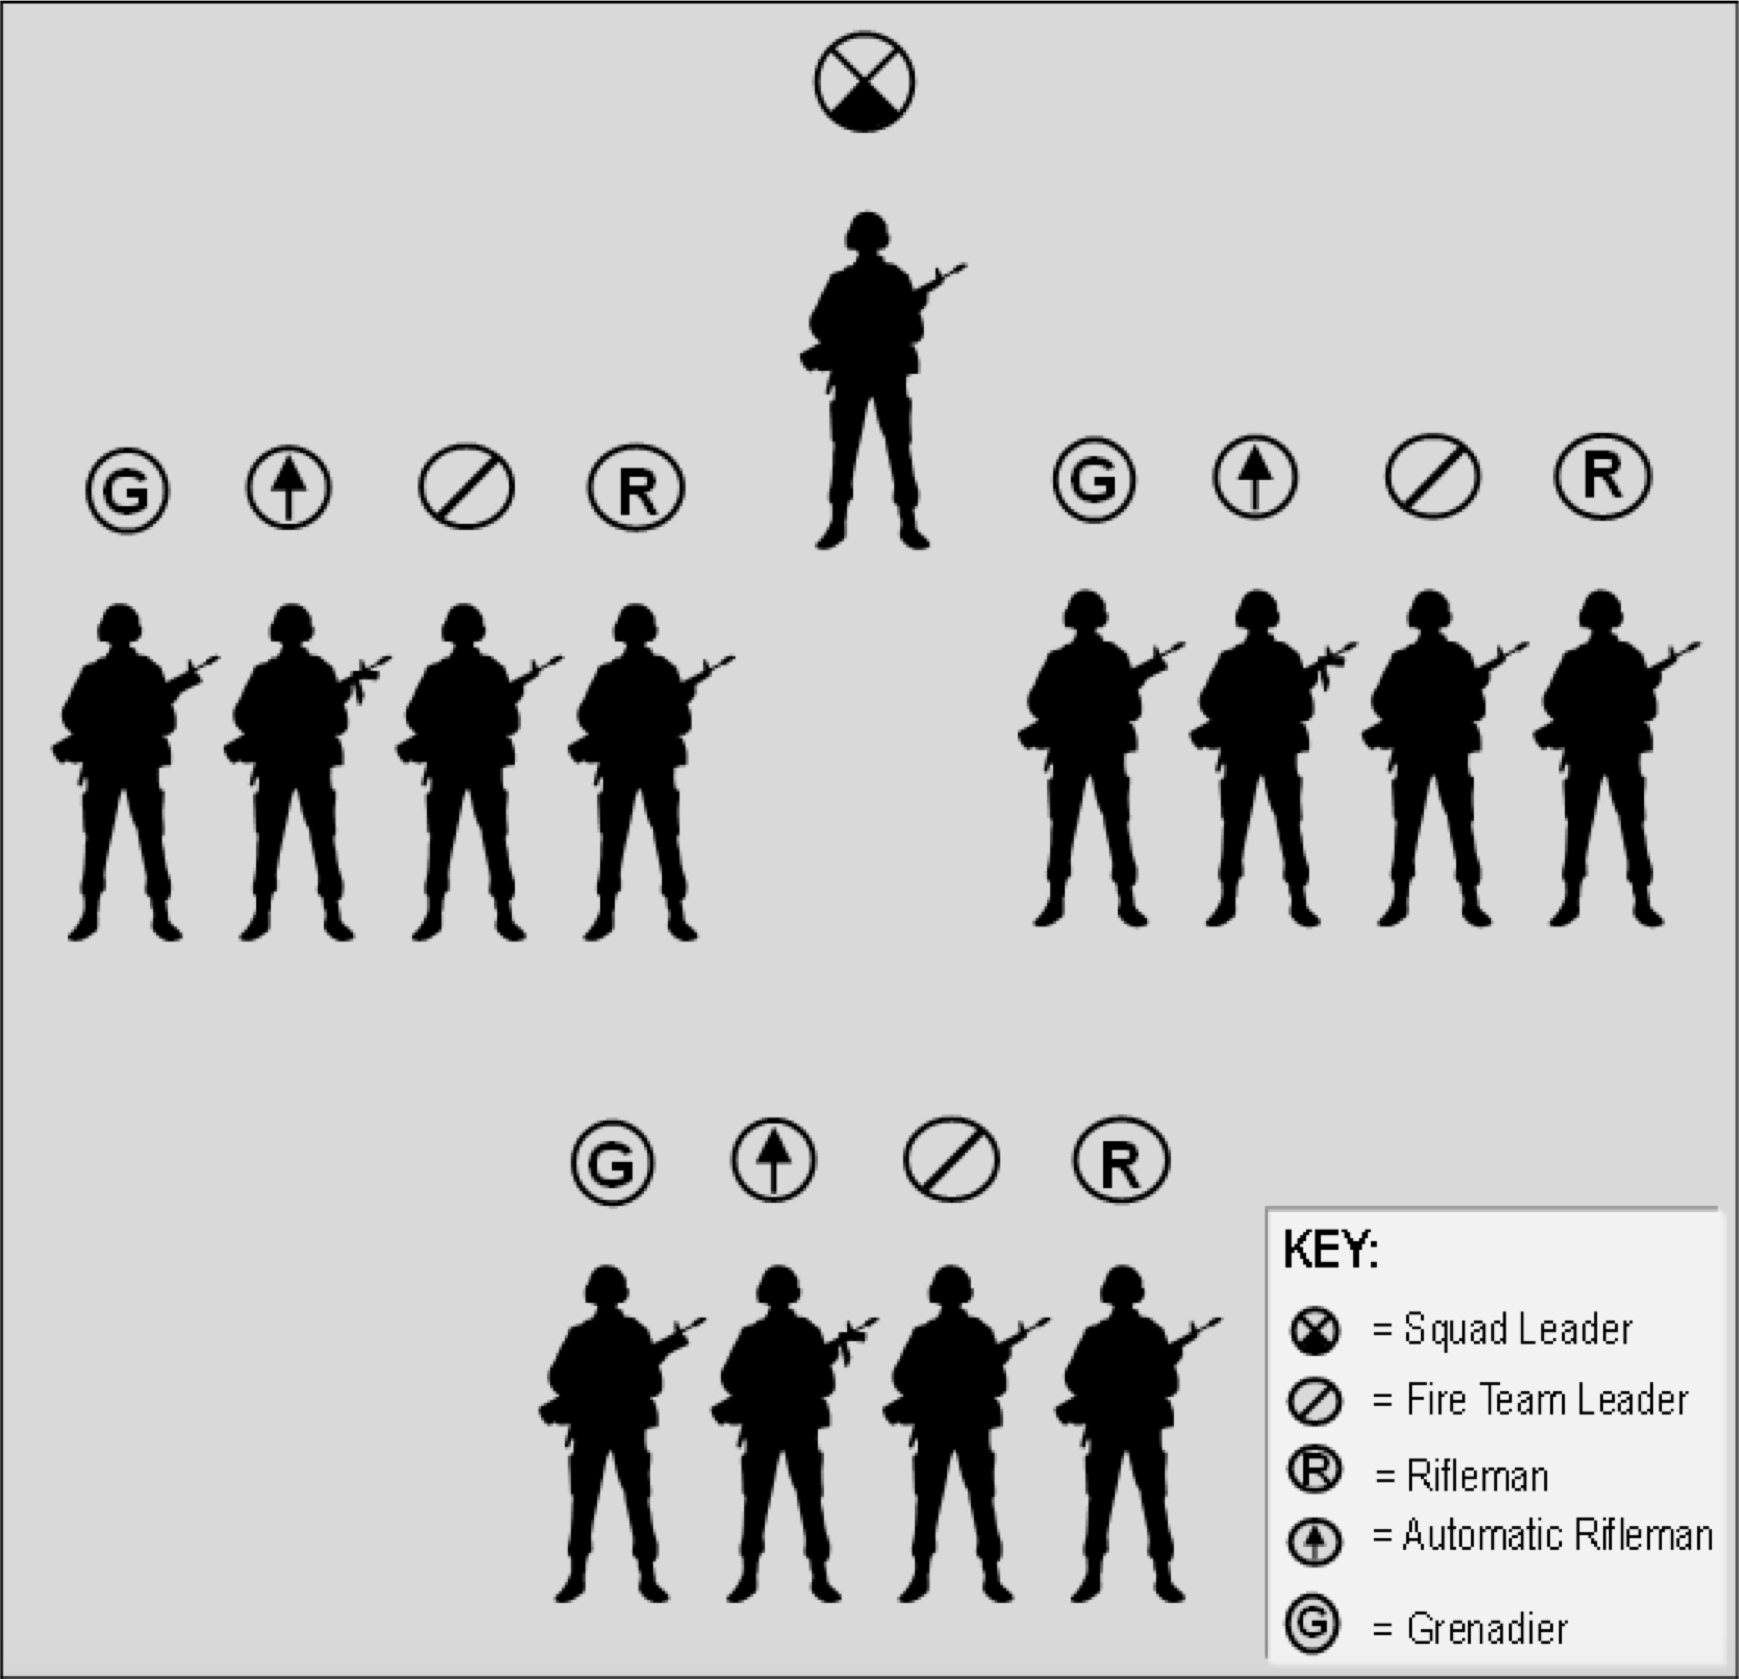 G R G R
G R
KEY:
= Squad Leader
= Fire Team Leader
R = Rifleman
= Automatic Rifleman
G = Grenadier